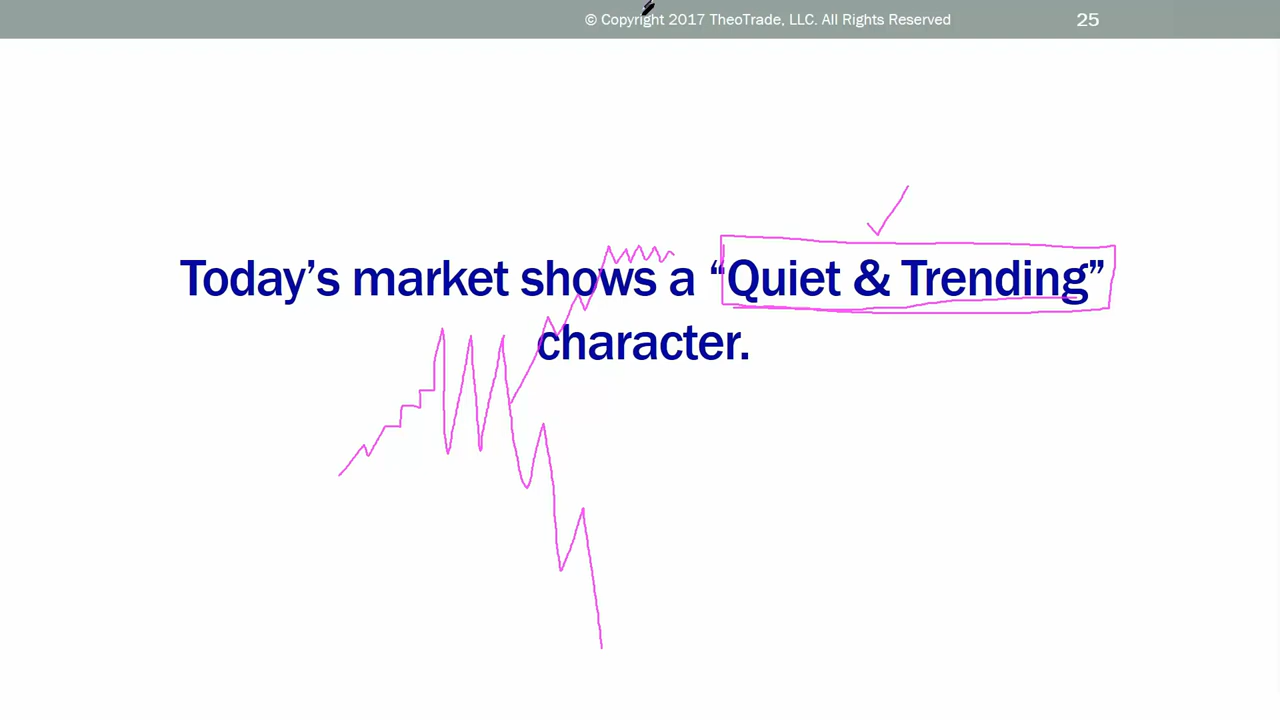 © Copyright 2017 TheoTrade, LLC. All Rights Reserved
25
Today’s market shows a “Quiet & Trending”
character.